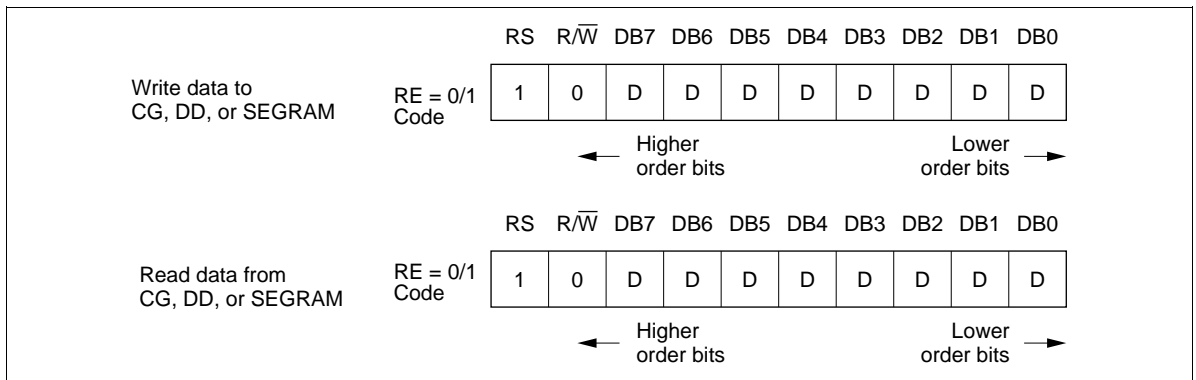 RS R/W̅ DB7 DB6 DB5 DB4 DB3 DB2 DB1 DB0
Write data to
CG, DD, or SEGRAM
RE = 0/1
Code
1 0 D D D D D D D D
Higher
order bits
Lower
order bits
RS R/W̅ DB7 DB6 DB5 DB4 DB3 DB2 DB1 DB0
Read data from
CG, DD, or SEGRAM
RE = 0/1
Code
1 0 D D D D D D D D
Higher
order bits
Lower
order bits